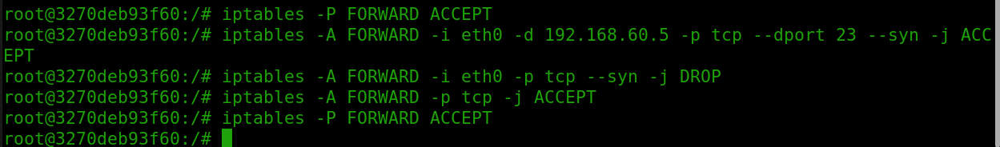 root@3270deb93f60:/# iptables -P FORWARD ACCEPT
root@3270deb93f60:/# iptables -A FORWARD -i eth0 -d 192.168.60.5 -p tcp --dport 23 --syn -j ACC
EPT
root@3270deb93f60:/# iptables -A FORWARD -i eth0 -p tcp --syn -j DROP
root@3270deb93f60:/# iptables -A FORWARD -p tcp -j ACCEPT
root@3270deb93f60:/# iptables -P FORWARD ACCEPT
root@3270deb93f60:/#